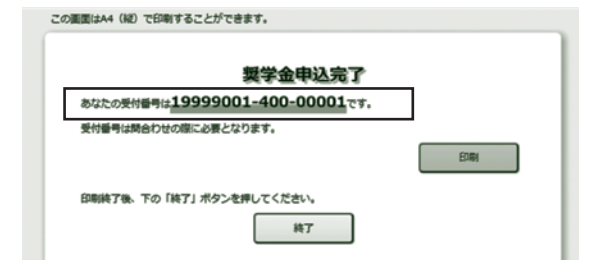 この画面はA4（縦）で印刷することができます。
奨学金申込完了
あなたの受付番号は19999001-400-00001です。
受付番号は問合わせの際に必要となります。
印刷
印刷終了後、下の「終了」ボタンを押してください。
終了